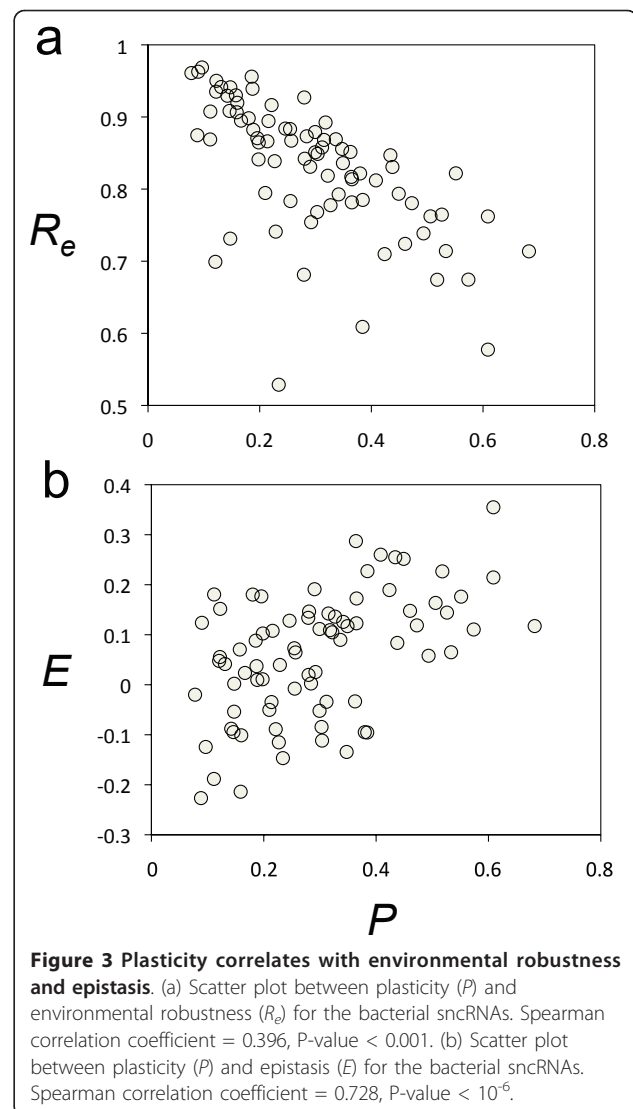 a
1
0.9
0.8
0.7
0.6
0.5
Re
0 0.2 0.4 0.6 0.8
b
0.4
0.3
0.2
0.1
0
-0.1
-0.2
-0.3
E
0 0.2 0.4 0.6 0.8
P
Figure 3 Plasticity correlates with environmental robustness
and epistasis. (a) Scatter plot between plasticity (P) and
environmental robustness (Re) for the bacterial sncRNAs. Spearman
correlation coefficient = 0.396, P-value < 0.001. (b) Scatter plot
between plasticity (P) and epistasis (E) for the bacterial sncRNAs.
Spearman correlation coefficient = 0.728, P-value < 10-6.